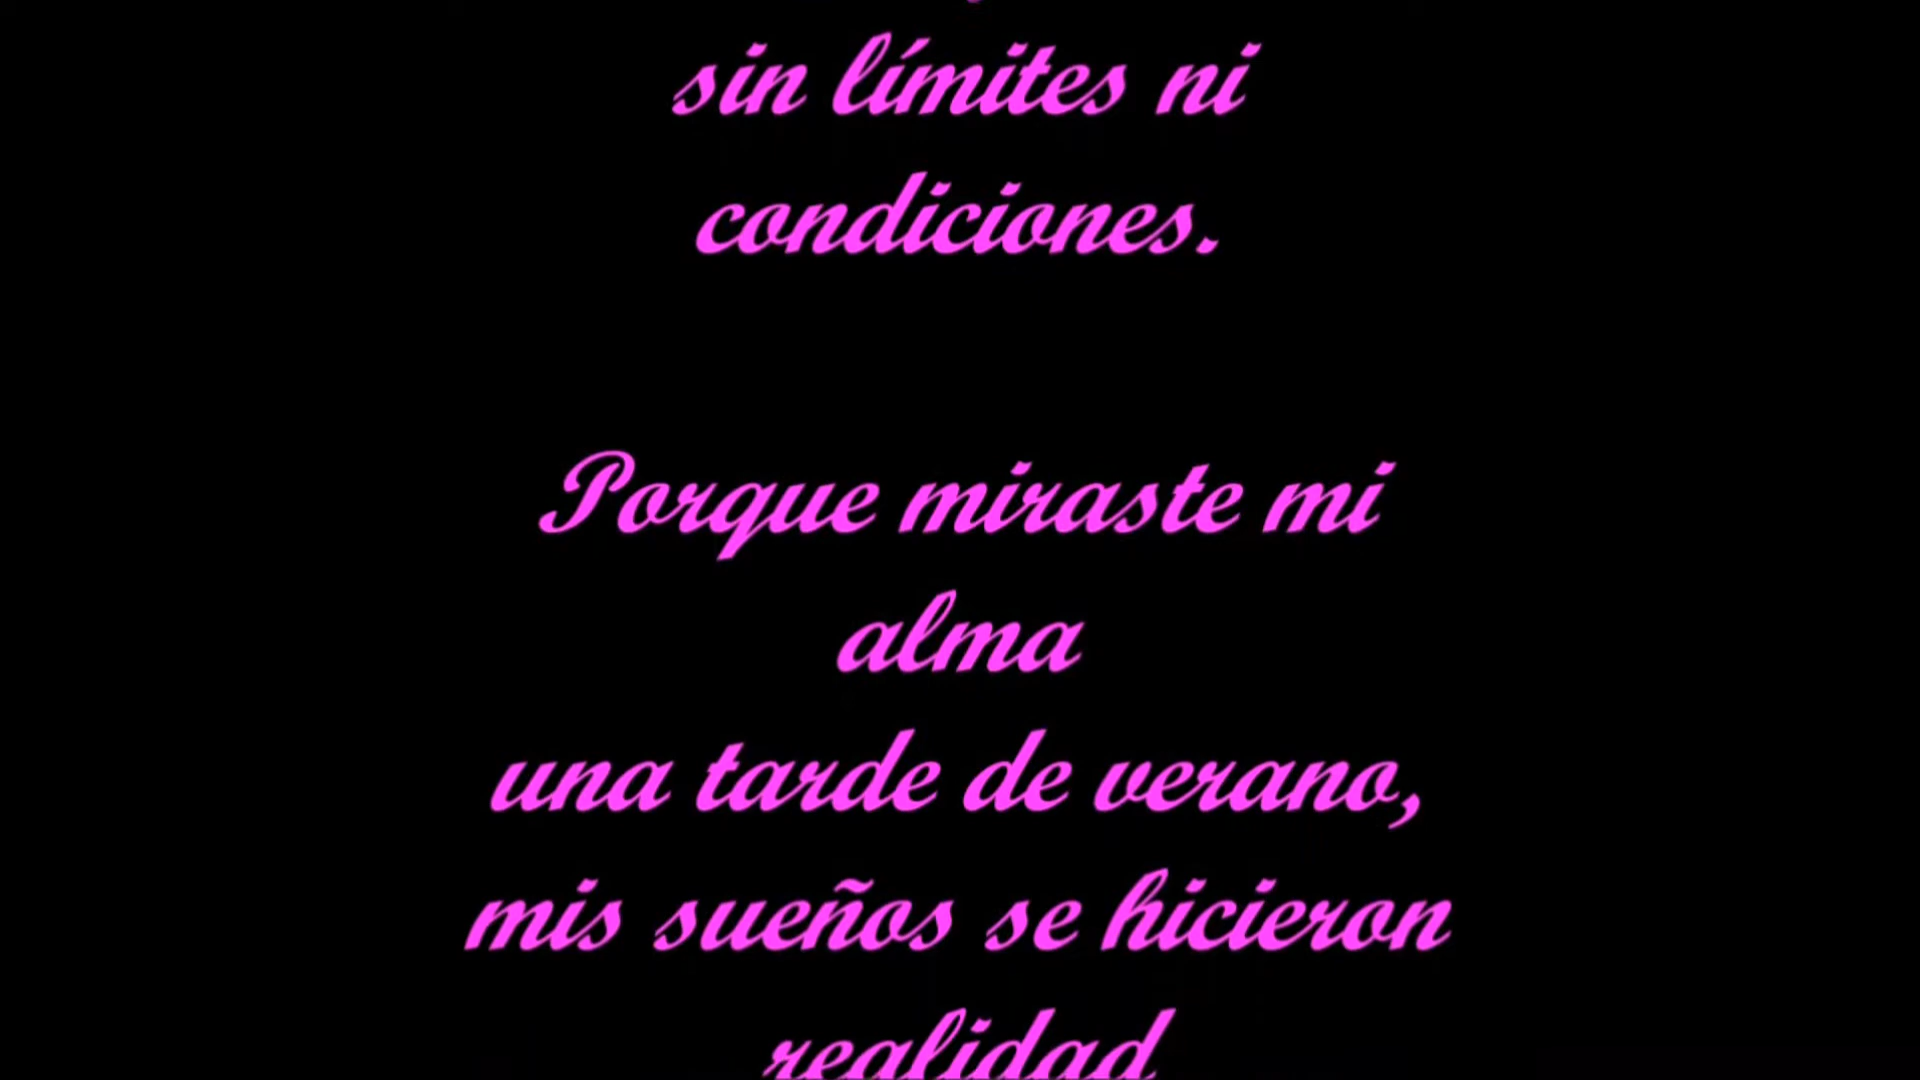 sin límites ni
condiciones.
Porque miraste mi
alma
una tarde de verano,
mis sueños se hicieron
realidad